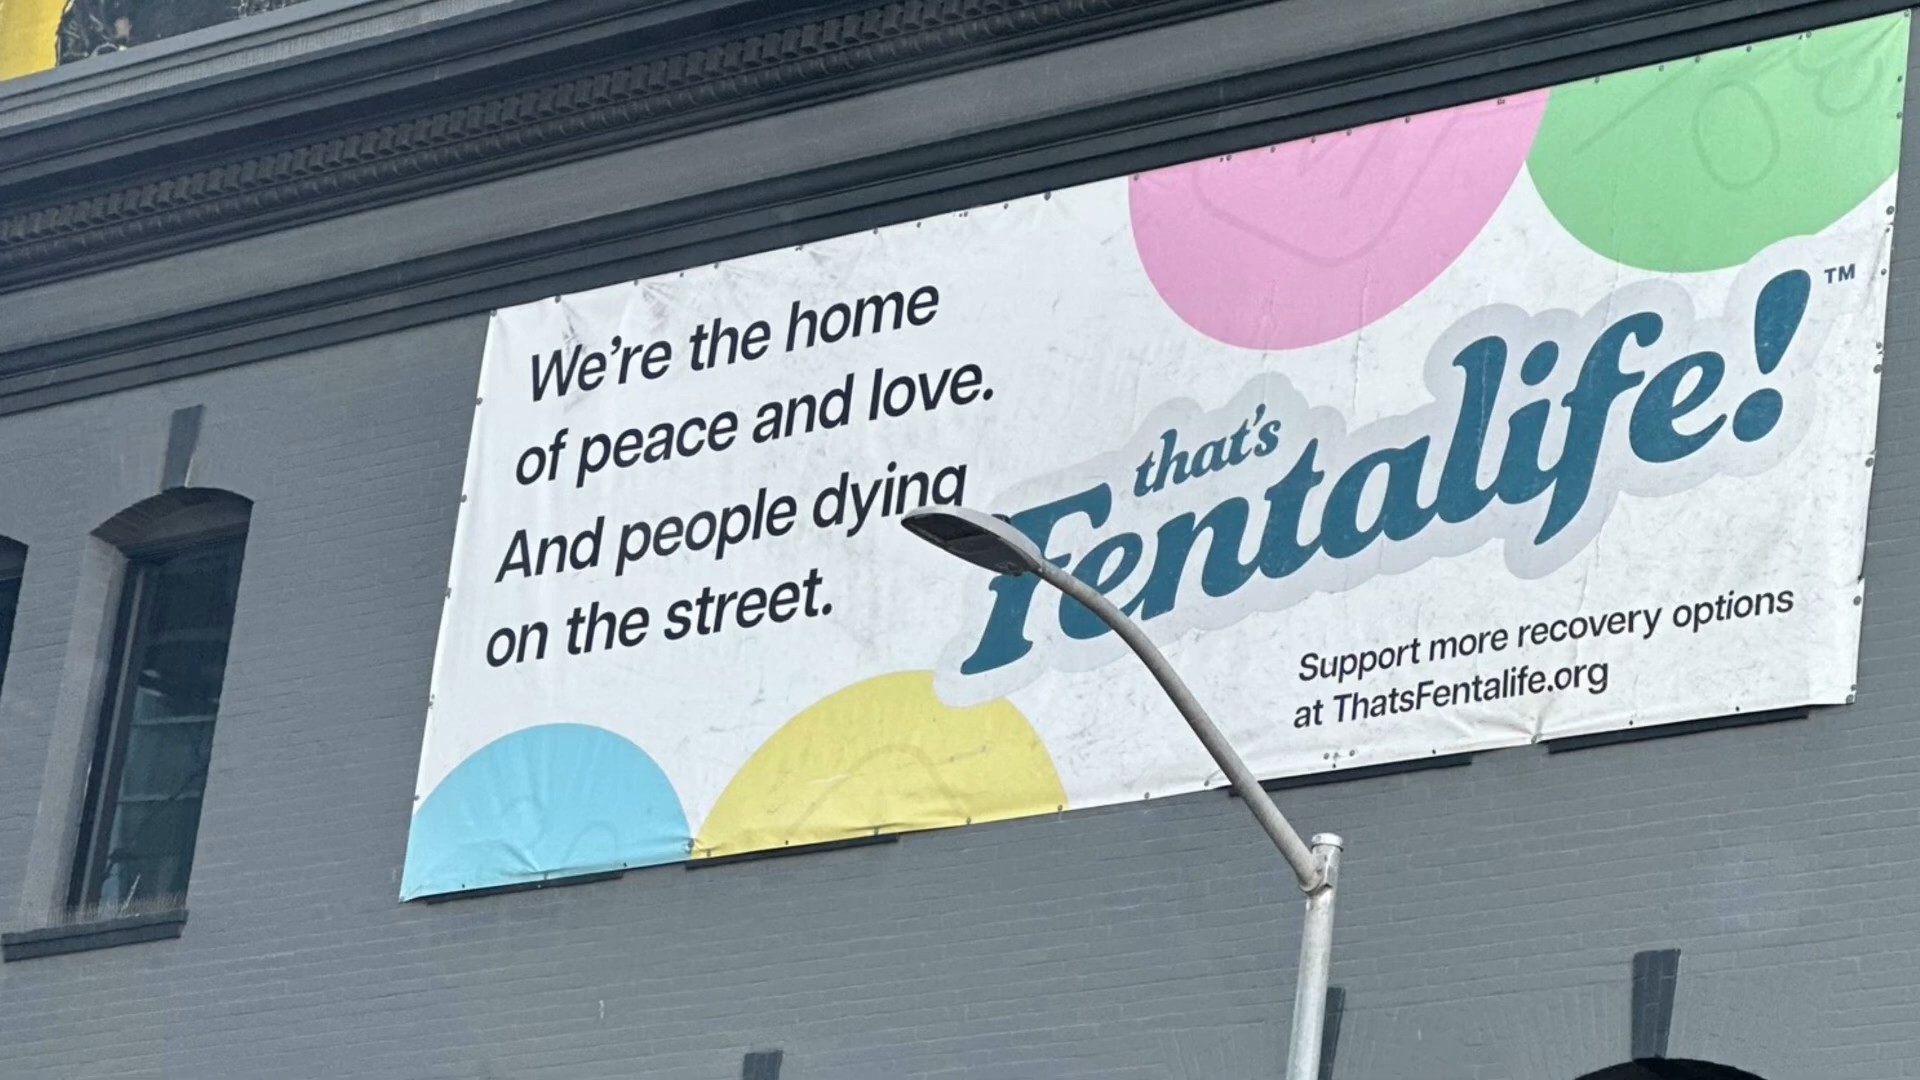 We're the home
of peace and love.
And people dying
on the street.
that's
Fentalife!™
Support more recovery options
at ThatsFentalife.org